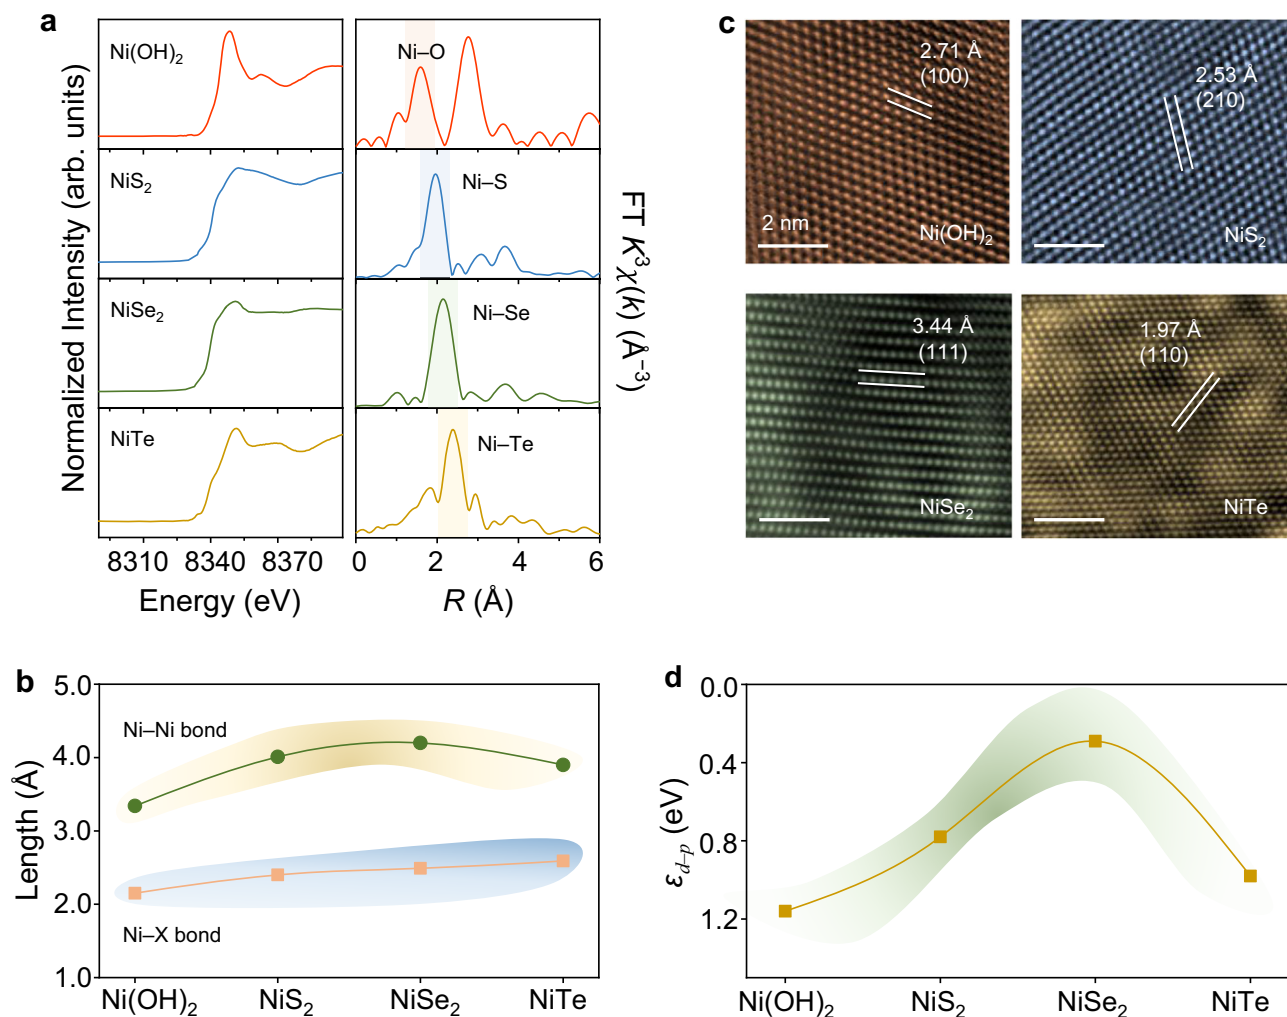 a
Normalized Intensity (arb. units)
Ni(OH)₂
NiS₂
NiSe₂
NiTe
8310 8340 8370
Energy (eV)
Ni–O
Ni–S
Ni–Se
Ni–Te
0 2 4 6
R (Å)
FT K³χ(k) (Å⁻³)
c
2.71 Å
(100)
2 nm
Ni(OH)₂
2.53 Å
(210)
NiS₂
3.44 Å
(111)
NiSe₂
1.97 Å
(110)
NiTe
b
5.0
4.0
3.0
2.0
1.0
Length (Å)
Ni–Ni bond
Ni–X bond
Ni(OH)₂ NiS₂ NiSe₂ NiTe
d
0.0
0.4
0.8
1.2
εd–p (eV)
Ni(OH)₂ NiS₂ NiSe₂ NiTe